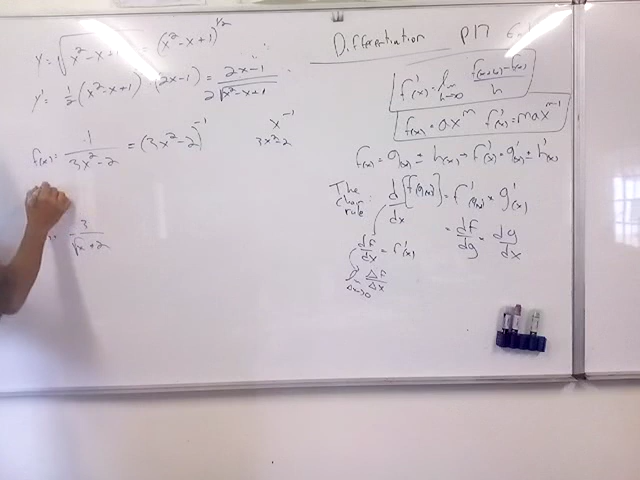 y = √(x² - x + 1) = (x² - x + 1)^1/2
y' = 1/2 (x² - x + 1) (2x - 1) = (2x - 1) / (2√(x² - x + 1))
f(x) = 1 / (3x² - 2) = (3x² - 2)^-1
x^-1
3x² - 2
3 / (√x + 2)
Differentiation P17
f'(x) = lim h→0 (f(x+h) - f(x)) / h
f(x) = ax^m f'(x) = max^m-1
f(x) = g(x) ± h(x) → f'(x) = g'(x) ± h'(x)
The chain rule d/dx [f(g(x))] = f'(g(x)) × g'(x)
= df/dg · dg/dx
df/dx = f'(x)
Δx→0 Δf/Δx